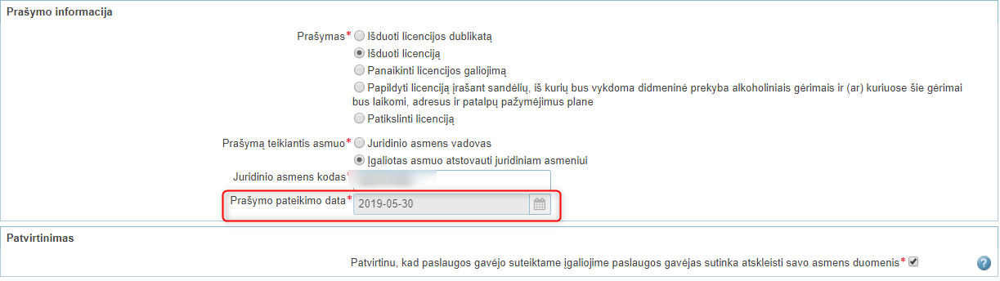 Prašymo informacija
Prašymas* Išduoti licencijos dublikatą
Išduoti licenciją
Panaikinti licencijos galiojimą
Papildyti licenciją įrašant sandėlių, iš kurių bus vykdoma didmeninė prekyba alkoholiniais gėrimais ir (ar) kuriuose šie gėrimai
bus laikomi, adresus ir patalpų pažymėjimus plane
Patikslinti licenciją
Prašymą teikiantis asmuo* Juridinio asmens vadovas
Įgaliotas asmuo atstovauti juridiniam asmeniui
Juridinio asmens kodas*
Prašymo pateikimo data* 2019-05-30
Patvirtinimas
Patvirtinu, kad paslaugos gavėjo suteiktame įgaliojime paslaugos gavėjas sutinka atskleisti savo asmens duomenis* ?